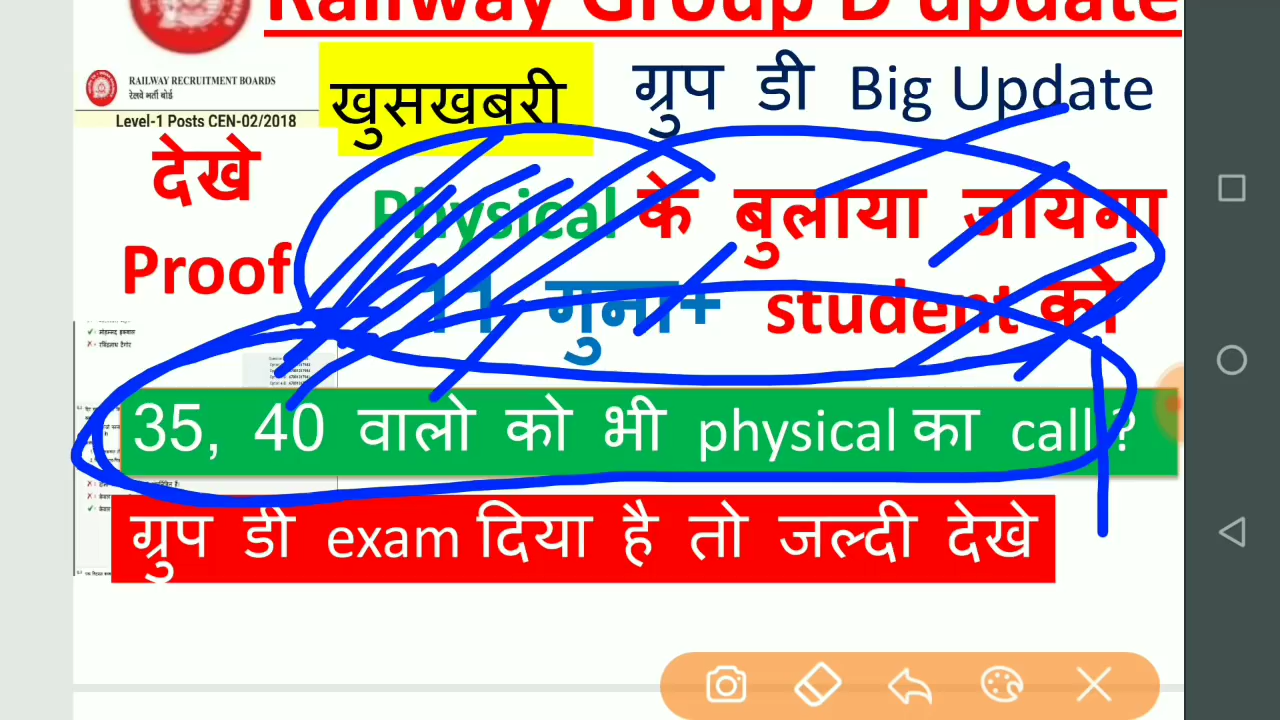 Railway Group D update
RAILWAY RECRUITMENT BOARDS
रेलवे भर्ती बोर्ड
Level-1 Posts CEN-02/2018
खुसखबरी
ग्रुप डी Big Update
देखे
Proof
Physical के बुलाया जायेगा
11 गुना+ student को
35, 40 वालो को भी physical का call ?
ग्रुप डी exam दिया है तो जल्दी देखे